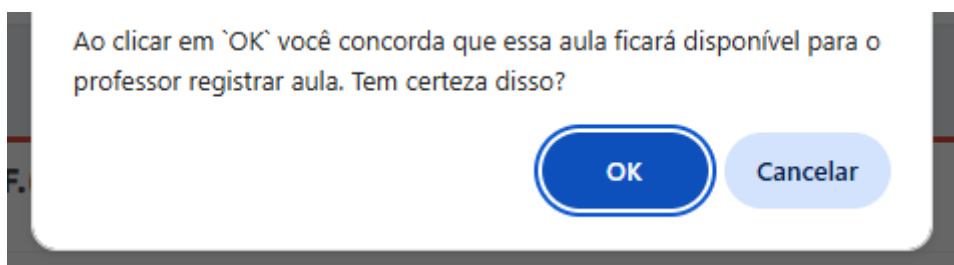 Ao clicar em `OK` você concorda que essa aula ficará disponível para o
professor registrar aula. Tem certeza disso?
OK
Cancelar
F.